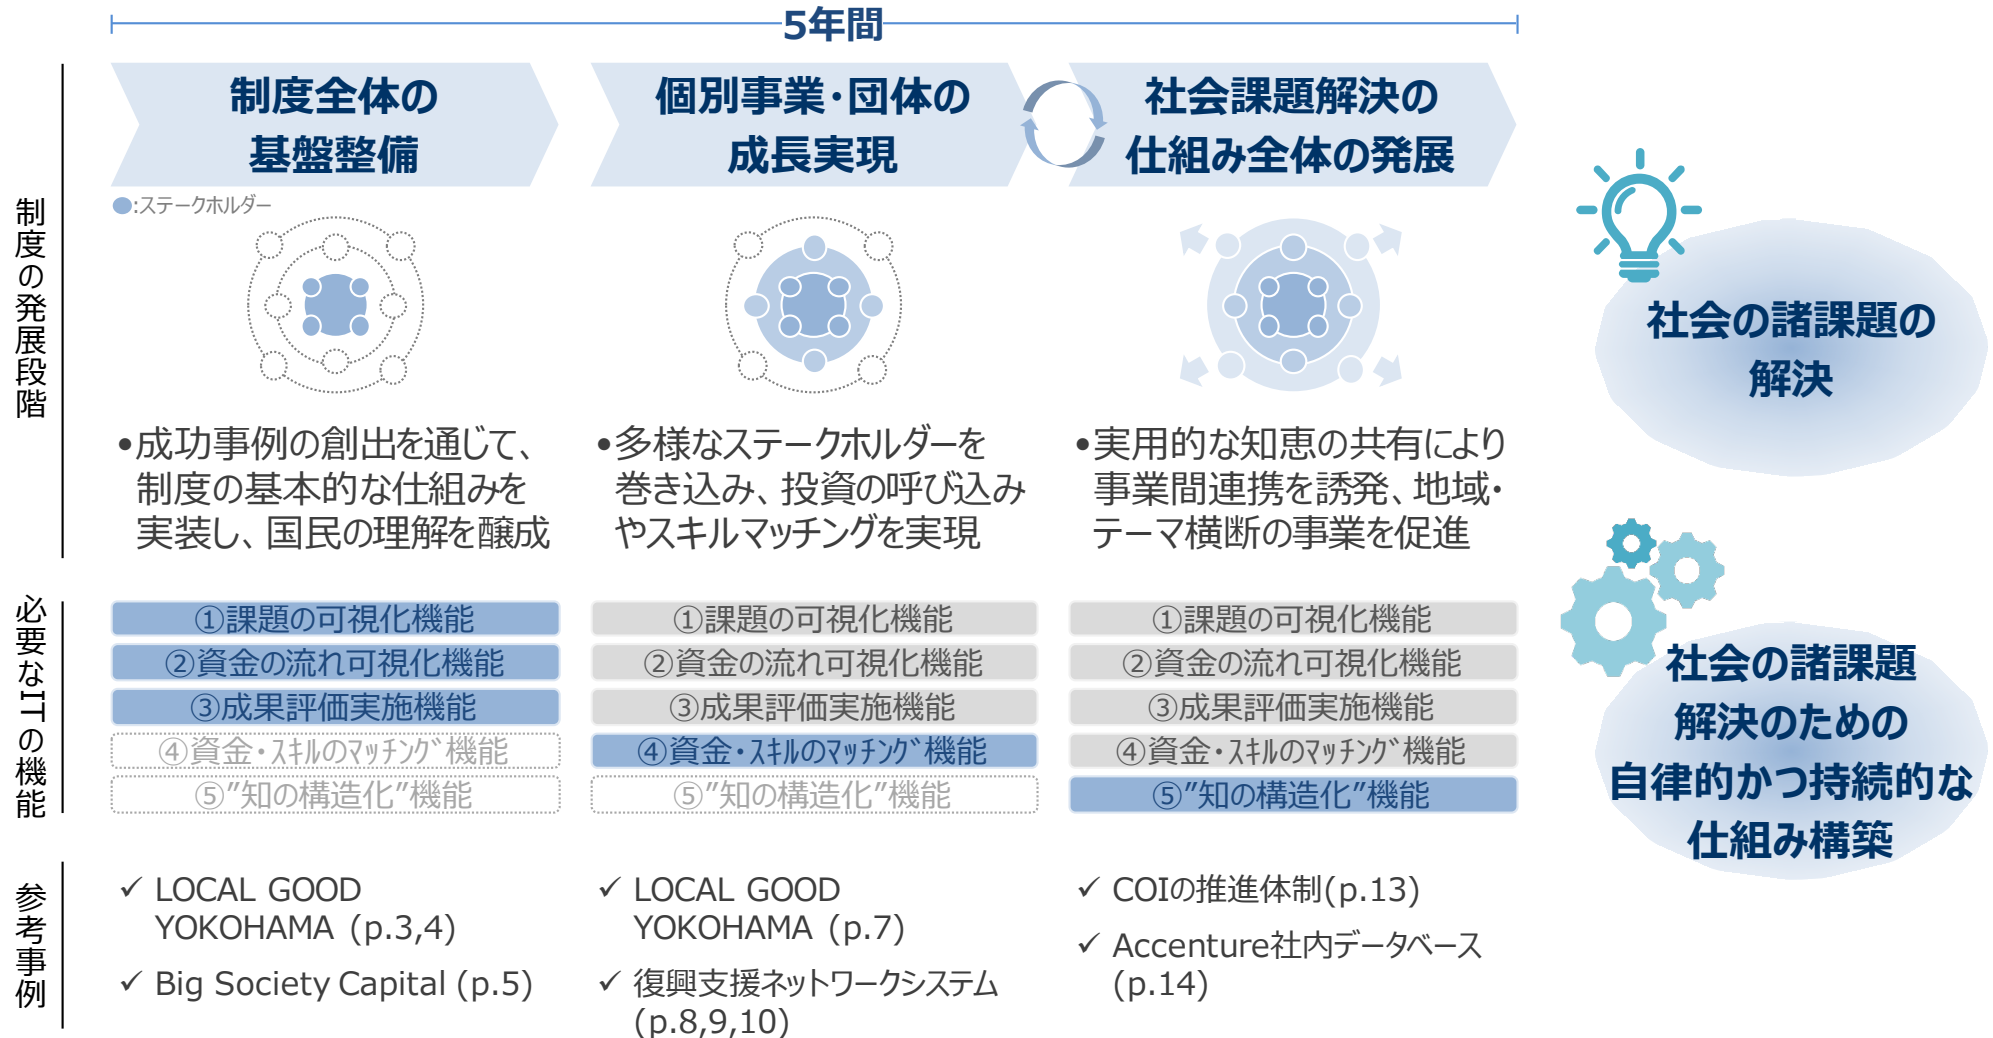 5年間
制度の発展段階
制度全体の
基盤整備
個別事業・団体の
成長実現
社会課題解決の
仕組み全体の発展
:ステークホルダー
•成功事例の創出を通じて、
制度の基本的な仕組みを
実装し、国民の理解を醸成
•多様なステークホルダーを
巻き込み、投資の呼び込み
やスキルマッチングを実現
•実用的な知恵の共有により
事業間連携を誘発、地域・
テーマ横断の事業を促進
必要なITの機能
①課題の可視化機能
②資金の流れ可視化機能
③成果評価実施機能
④資金・ｽｷﾙのﾏｯﾁﾝｸﾞ機能
⑤”知の構造化”機能
①課題の可視化機能
②資金の流れ可視化機能
③成果評価実施機能
④資金・ｽｷﾙのﾏｯﾁﾝｸﾞ機能
⑤”知の構造化”機能
①課題の可視化機能
②資金の流れ可視化機能
③成果評価実施機能
④資金・ｽｷﾙのﾏｯﾁﾝｸﾞ機能
⑤”知の構造化”機能
参考事例
✓ LOCAL GOOD
YOKOHAMA (p.3,4)
✓ Big Society Capital (p.5)
✓ LOCAL GOOD
YOKOHAMA (p.7)
✓ 復興支援ネットワークシステム
(p.8,9,10)
✓ COIの推進体制(p.13)
✓ Accenture社内データベース
(p.14)
社会の諸課題の
解決
社会の諸課題
解決のための
自律的かつ持続的な
仕組み構築